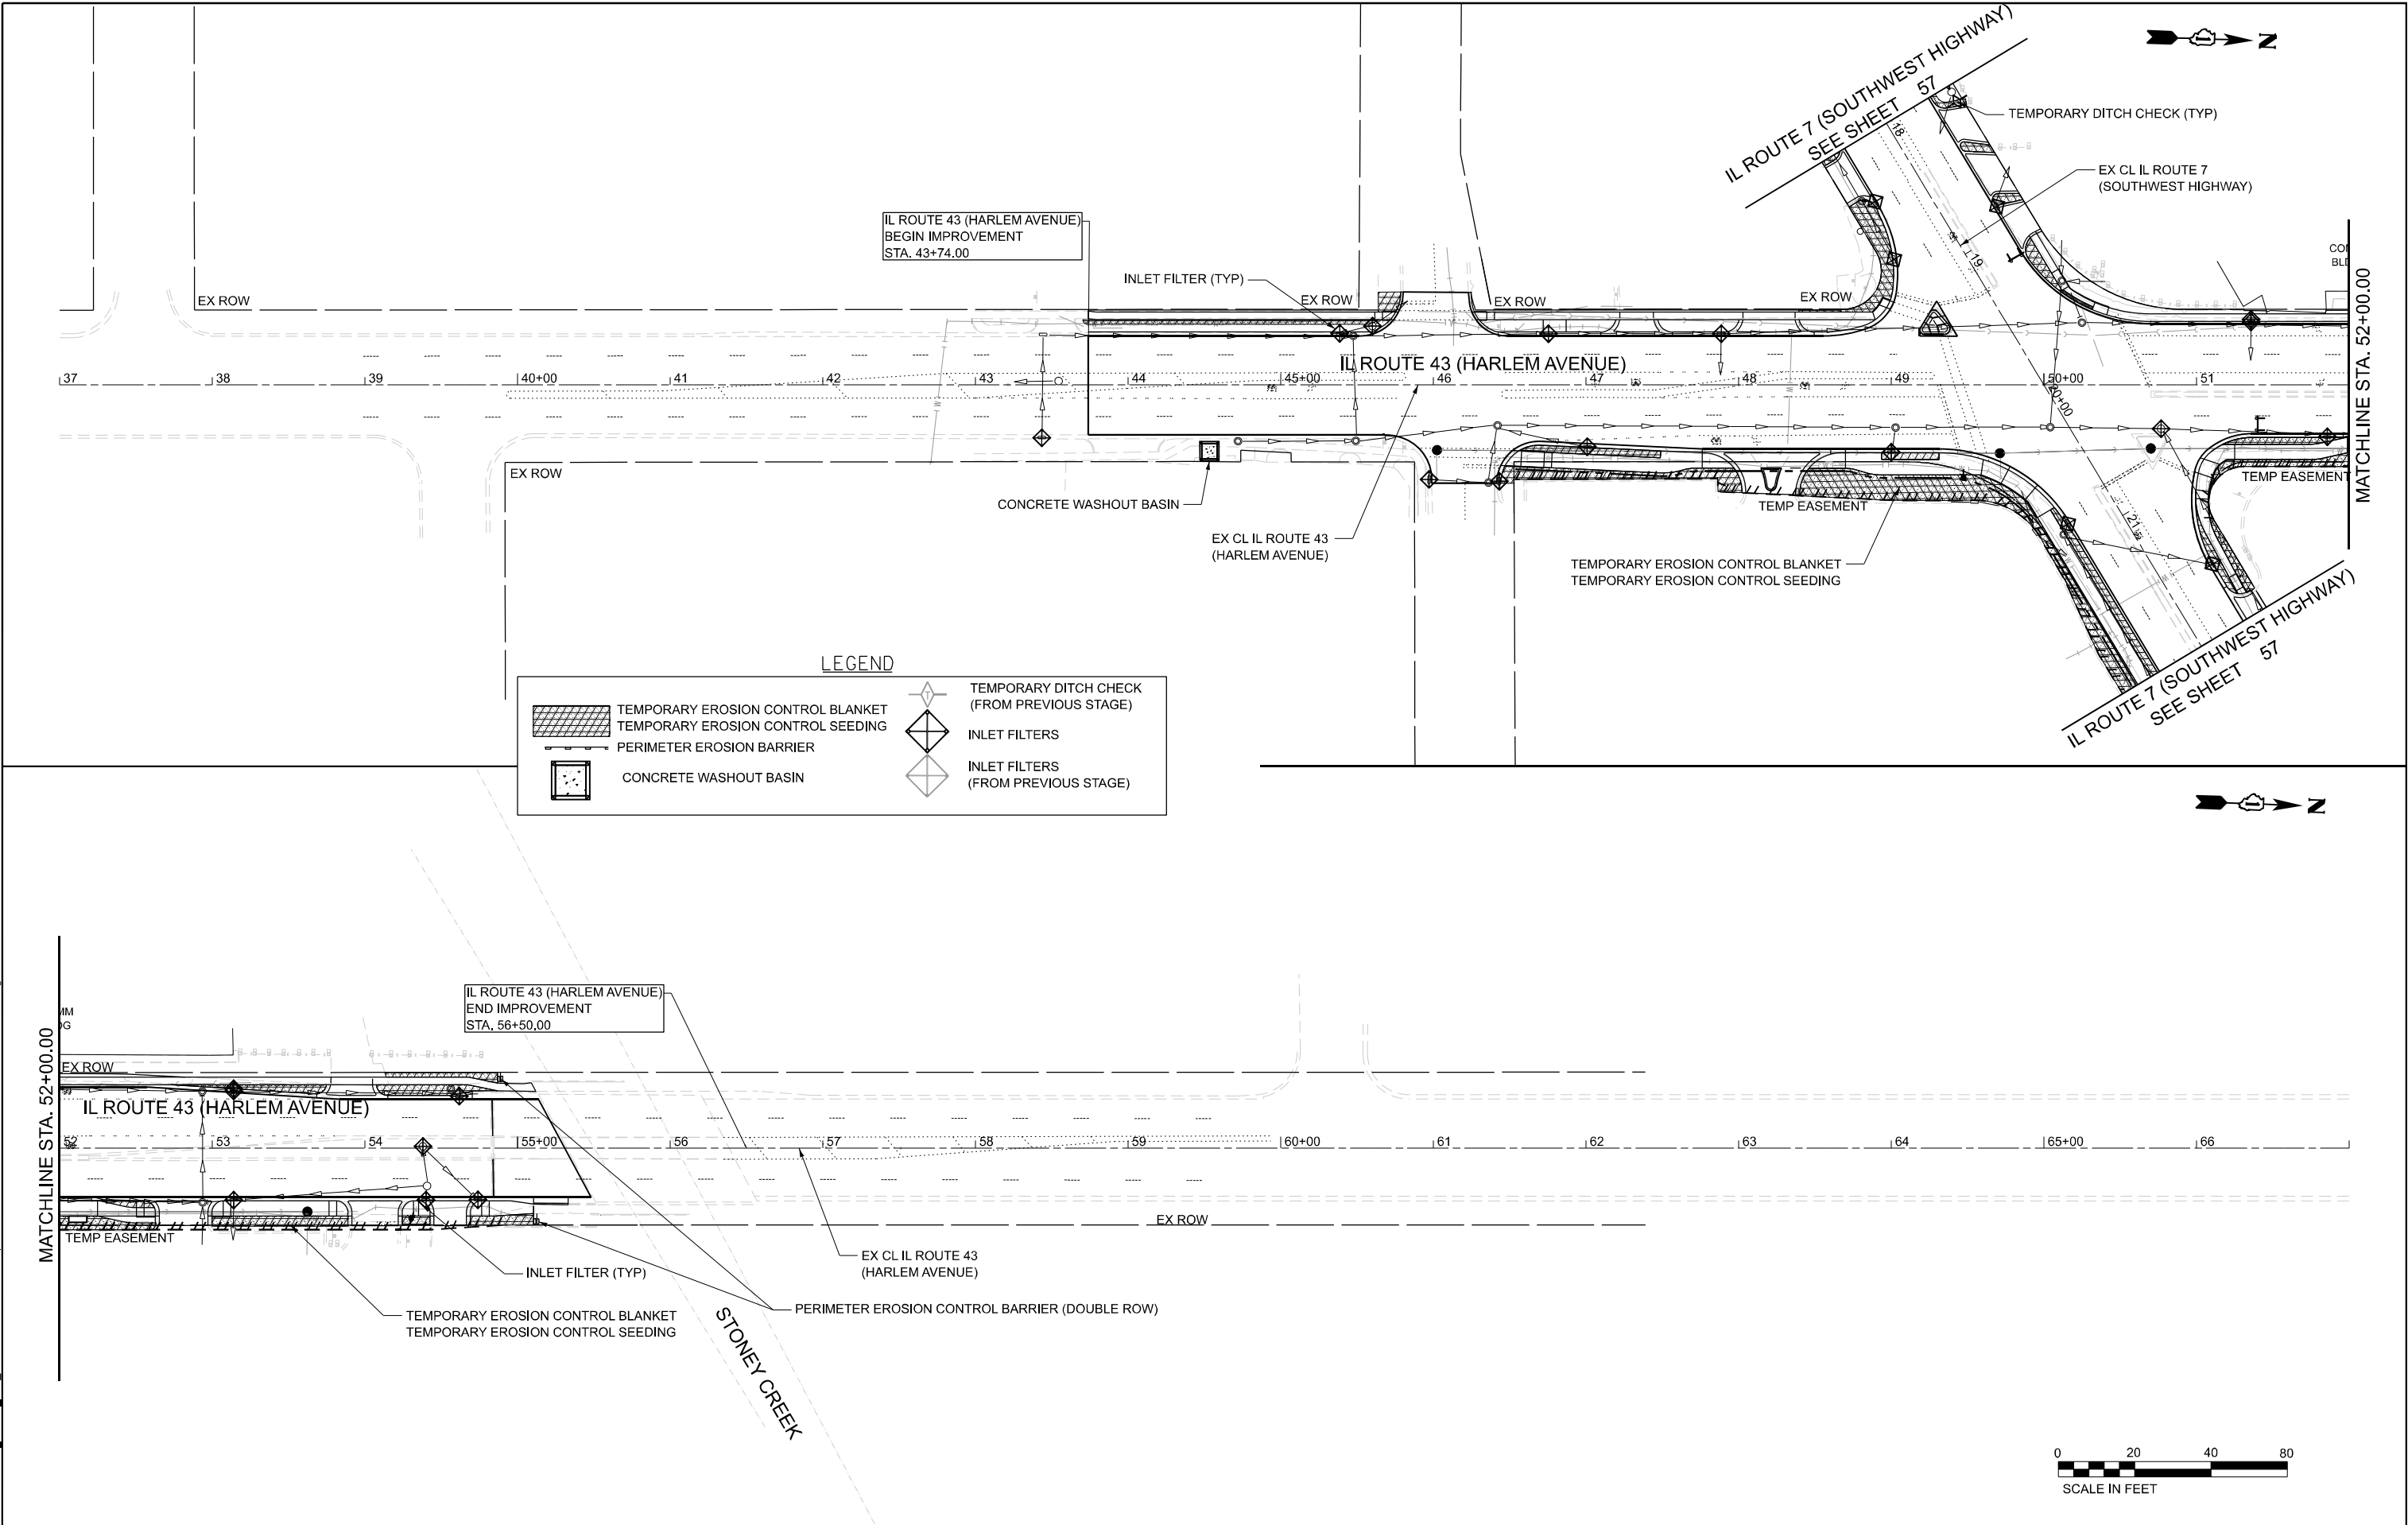 IL ROUTE 7 (SOUTHWEST HIGHWAY)
SEE SHEET 57
N
TEMPORARY DITCH CHECK (TYP)
EX CL IL ROUTE 7
(SOUTHWEST HIGHWAY)
18
19
20+00
21
IL ROUTE 43 (HARLEM AVENUE)
BEGIN IMPROVEMENT
STA. 43+74.00
INLET FILTER (TYP)
EX ROW
EX ROW
EX ROW
EX ROW
COM
BLD
MATCHLINE STA. 52+00.00
IL ROUTE 43 (HARLEM AVENUE)
37 38 39 40+00 41 42 43 44 45+00 46 47 48 49 50+00 51
EX ROW
CONCRETE WASHOUT BASIN
EX CL IL ROUTE 43
(HARLEM AVENUE)
TEMP EASEMENT
TEMP EASEMENT
TEMPORARY EROSION CONTROL BLANKET
TEMPORARY EROSION CONTROL SEEDING
IL ROUTE 7 (SOUTHWEST HIGHWAY)
SEE SHEET 57
LEGEND
TEMPORARY EROSION CONTROL BLANKET
TEMPORARY EROSION CONTROL SEEDING
PERIMETER EROSION BARRIER
CONCRETE WASHOUT BASIN
T
TEMPORARY DITCH CHECK
(FROM PREVIOUS STAGE)
INLET FILTERS
INLET FILTERS
(FROM PREVIOUS STAGE)
N
IL ROUTE 43 (HARLEM AVENUE)
END IMPROVEMENT
STA. 56+50.00
MM
DG
MATCHLINE STA. 52+00.00
EX ROW
IL ROUTE 43 (HARLEM AVENUE)
52 53 54 55+00 56 57 58 59 60+00 61 62 63 64 65+00 66
EX ROW
TEMP EASEMENT
EX CL IL ROUTE 43
(HARLEM AVENUE)
INLET FILTER (TYP)
PERIMETER EROSION CONTROL BARRIER (DOUBLE ROW)
TEMPORARY EROSION CONTROL BLANKET
TEMPORARY EROSION CONTROL SEEDING
STONEY CREEK
0 20 40 80
SCALE IN FEET